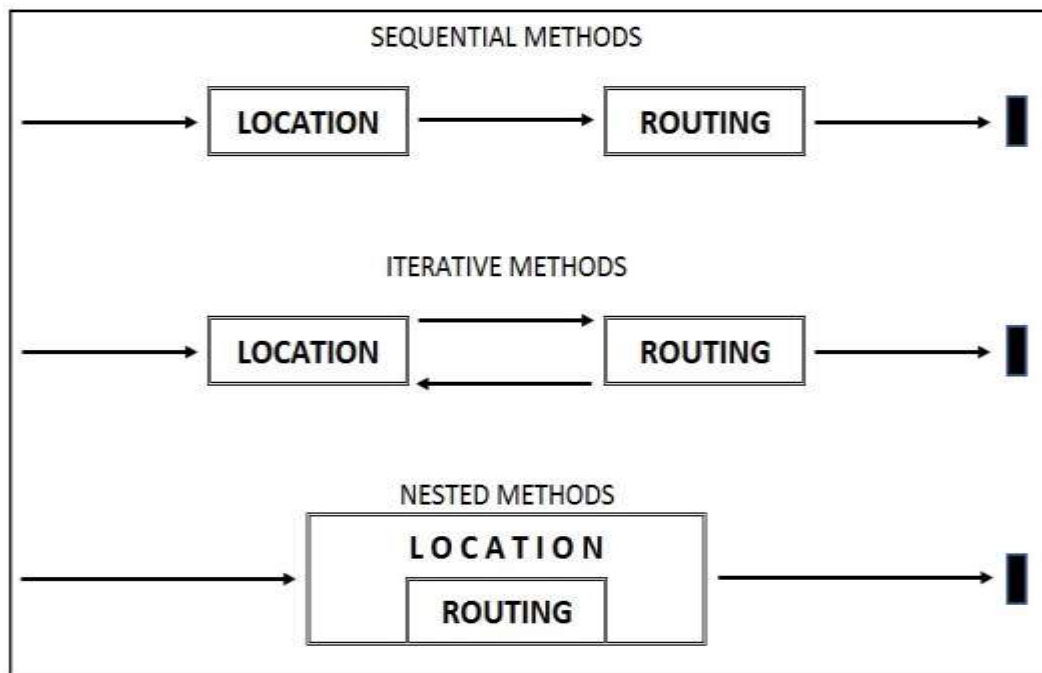 SEQUENTIAL METHODS
LOCATION
ROUTING
ITERATIVE METHODS
LOCATION
ROUTING
NESTED METHODS
LOCATION
ROUTING